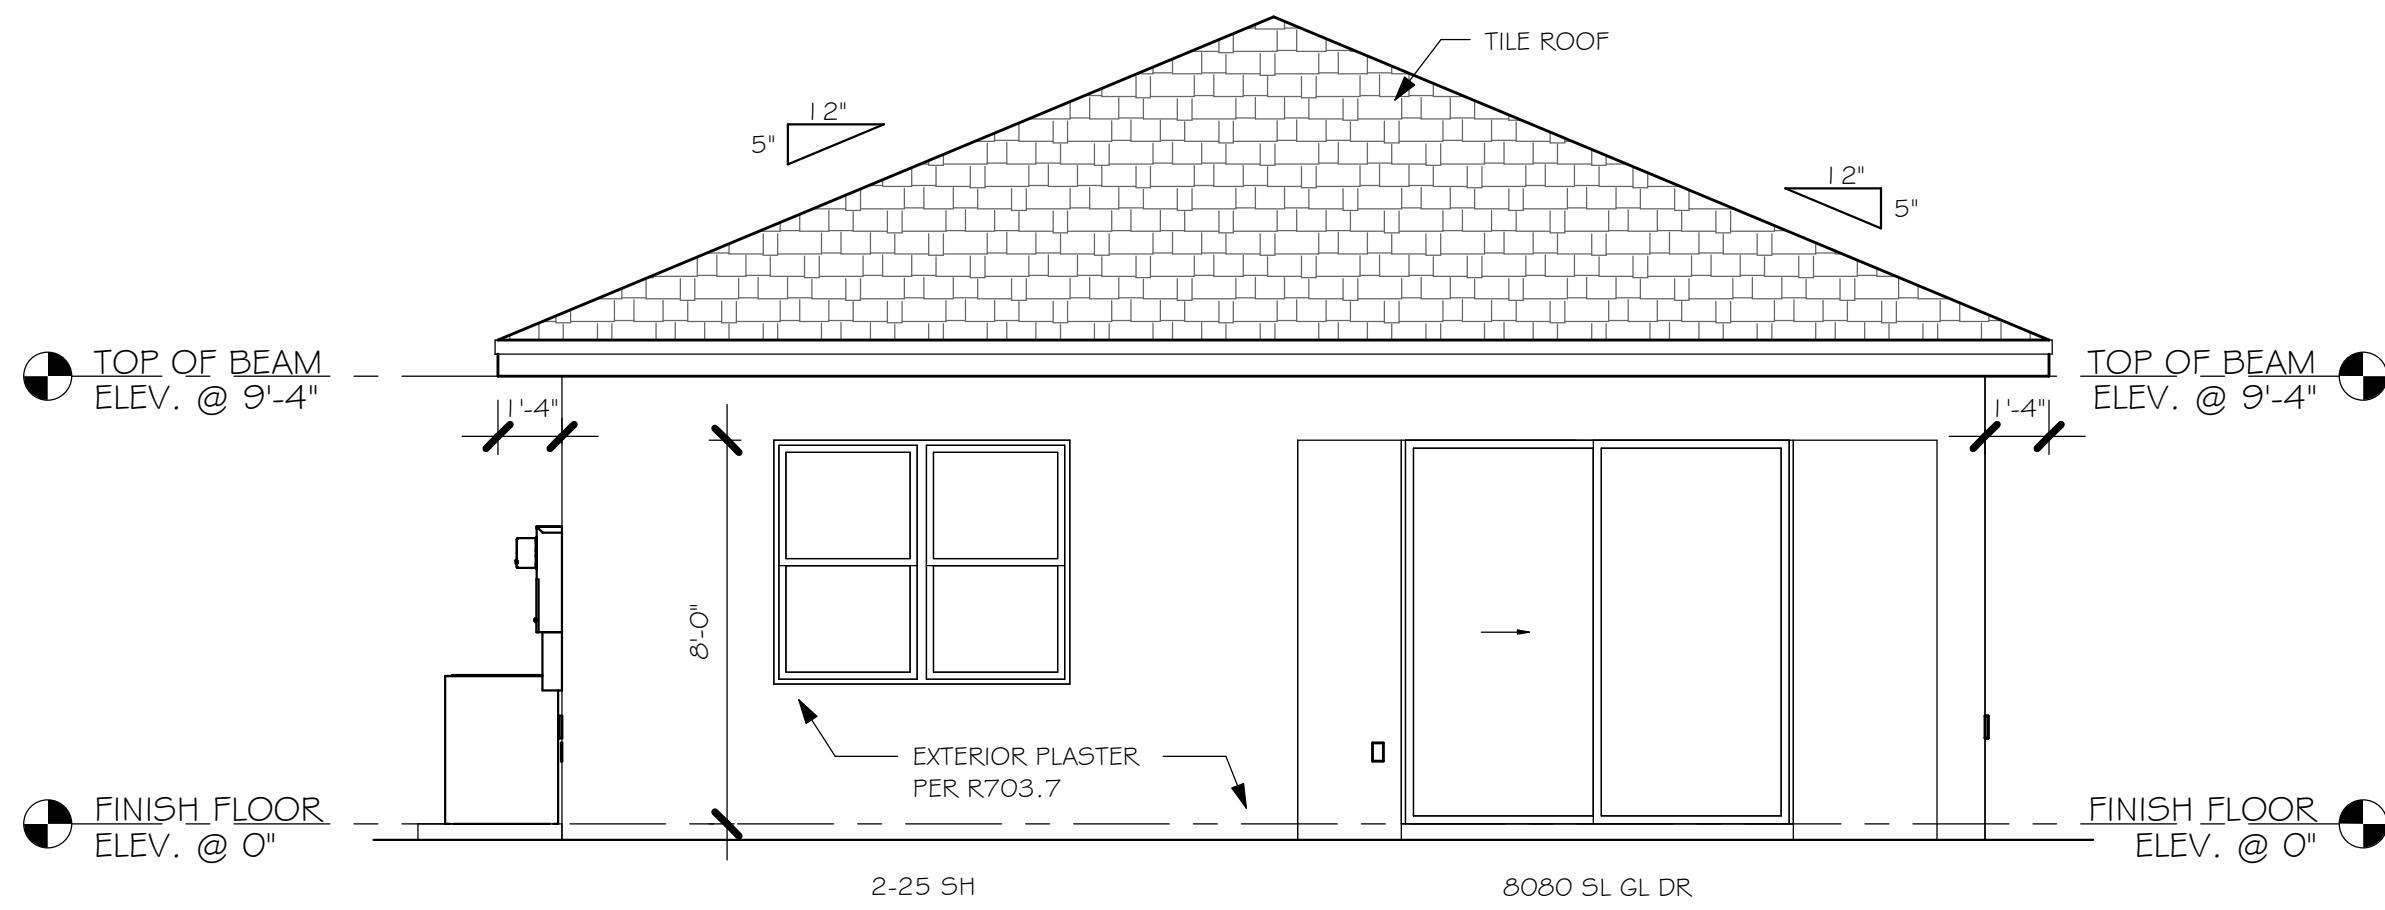 TILE ROOF
12"
5"
12"
5"
TOP OF BEAM
ELEV. @ 9'-4"
TOP OF BEAM
ELEV. @ 9'-4"
1'-4"
1'-4"
8'-0"
EXTERIOR PLASTER
PER R703.7
FINISH FLOOR
ELEV. @ 0"
FINISH FLOOR
ELEV. @ 0"
2-25 SH
8080 SL GL DR